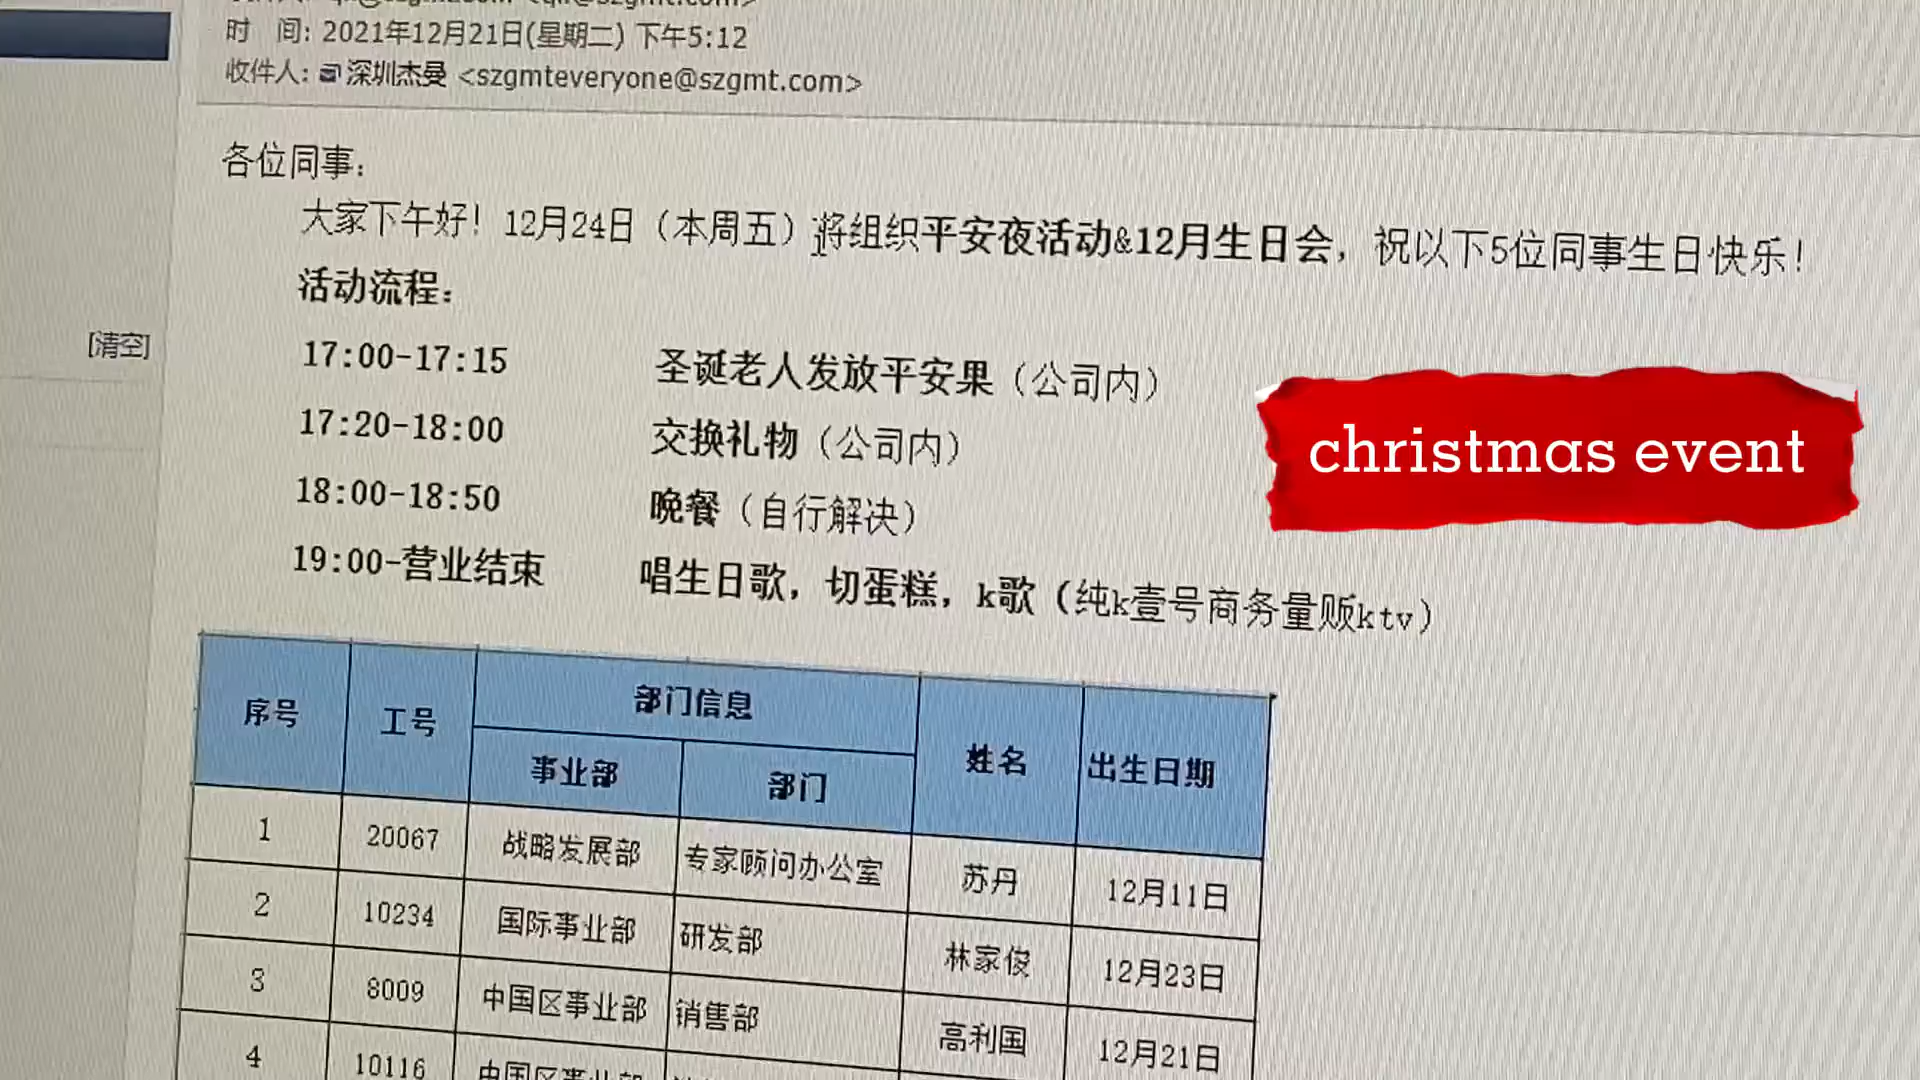 时 间: 2021年12月21日(星期二) 下午5:12
收件人: 深圳杰曼 <szgmteveryone@szgmt.com>
各位同事:
大家下午好! 12月24日（本周五）将组织平安夜活动&12月生日会, 祝以下5位同事生日快乐!
活动流程:
[清空]
17:00-17:15 圣诞老人发放平安果（公司内）
17:20-18:00 交换礼物（公司内）
christmas event
18:00-18:50 晚餐（自行解决）
19:00-营业结束 唱生日歌, 切蛋糕, k歌（纯k壹号商务量贩ktv）
序号 工号 部门信息 姓名 出生日期
事业部 部门
1 20067 战略发展部 专家顾问办公室 苏丹 12月11日
2 10234 国际事业部 研发部 林家俊 12月23日
3 8009 中国区事业部 销售部 高利国 12月21日
4 10116 中国区事业部